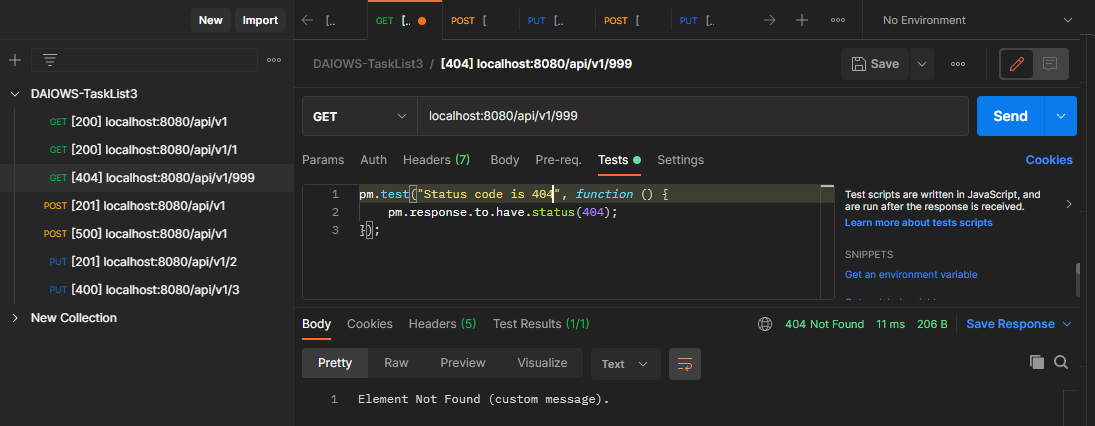 New Import
GET [.. POST [ PUT [.. POST [ PUT [.. No Environment
DAIOWS-TaskList3 / [404] localhost:8080/api/v1/999 Save
DAIOWS-TaskList3
GET [200] localhost:8080/api/v1
GET [200] localhost:8080/api/v1/1
GET [404] localhost:8080/api/v1/999
POST [201] localhost:8080/api/v1
POST [500] localhost:8080/api/v1
PUT [201] localhost:8080/api/v1/2
PUT [400] localhost:8080/api/v1/3
New Collection
GET localhost:8080/api/v1/999 Send
Params Auth Headers (7) Body Pre-req. Tests Settings Cookies
1 pm.test("Status code is 404", function () {
2 pm.response.to.have.status(404);
3 });
Test scripts are written in JavaScript, and
are run after the response is received.
Learn more about tests scripts
SNIPPETS
Get an environment variable
Body Cookies Headers (5) Test Results (1/1) 404 Not Found 11 ms 206 B Save Response
Pretty Raw Preview Visualize Text
1 Element Not Found (custom message).